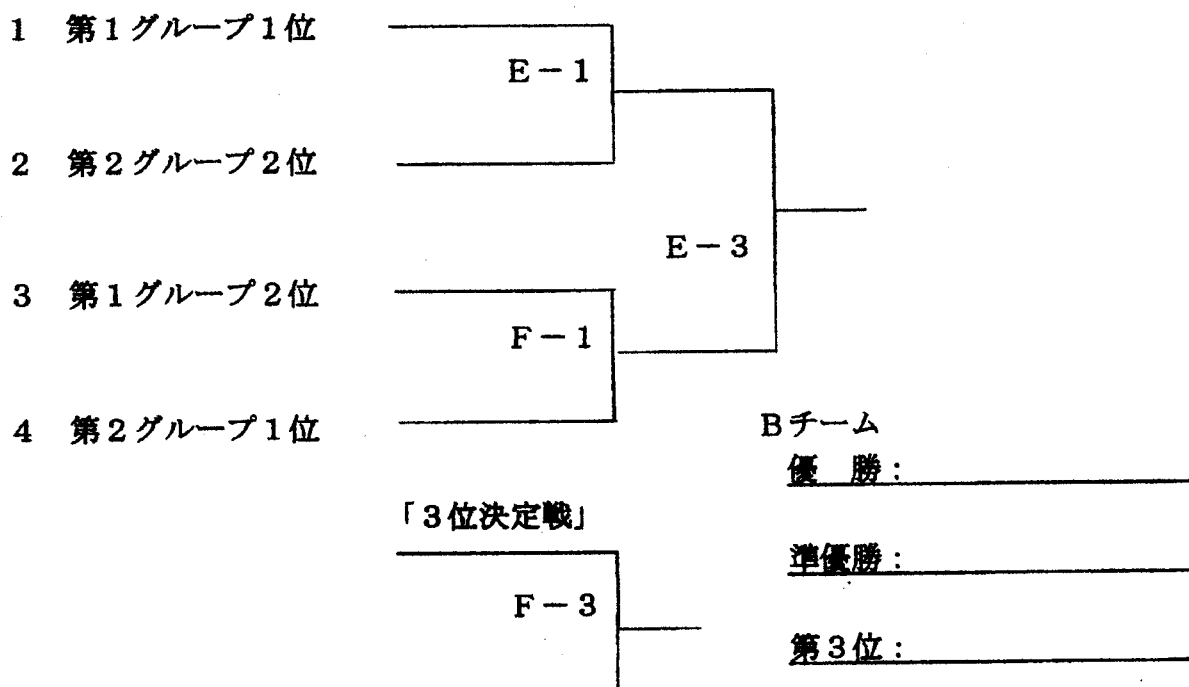 1 第1グループ1位
E－1
2 第2グループ2位
E－3
3 第1グループ2位
F－1
4 第2グループ1位
Bチーム
優 勝：
「3位決定戦」
準優勝：
F－3
第3位：